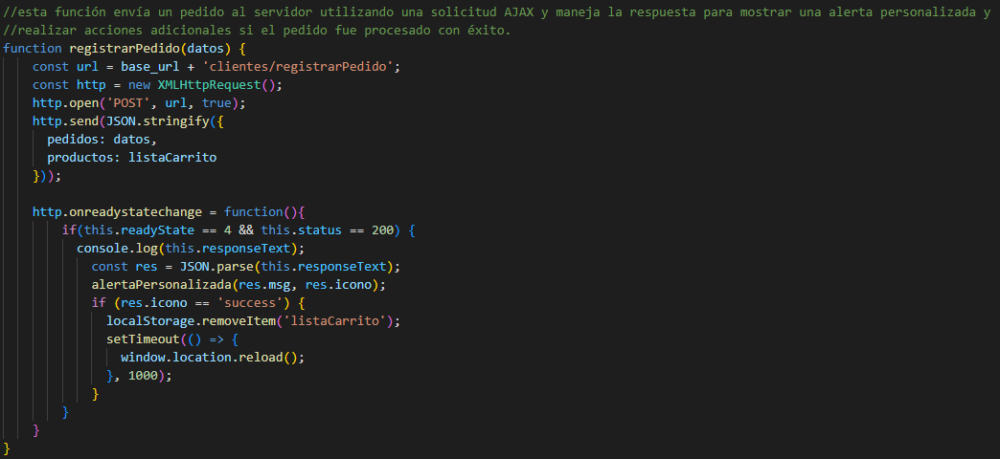 //esta función envía un pedido al servidor utilizando una solicitud AJAX y maneja la respuesta para mostrar una alerta personalizada y
//realizar acciones adicionales si el pedido fue procesado con éxito.
function registrarPedido(datos) {
    const url = base_url + 'clientes/registrarPedido';
    const http = new XMLHttpRequest();
    http.open('POST', url, true);
    http.send(JSON.stringify({
      pedidos: datos,
      productos: listaCarrito
    }));

    http.onreadystatechange = function(){
        if(this.readyState == 4 && this.status == 200) {
          console.log(this.responseText);
            const res = JSON.parse(this.responseText);
            alertaPersonalizada(res.msg, res.icono);
            if (res.icono == 'success') {
              localStorage.removeItem('listaCarrito');
              setTimeout(() => {
                window.location.reload();
              }, 1000);
            }
        }
    }
}